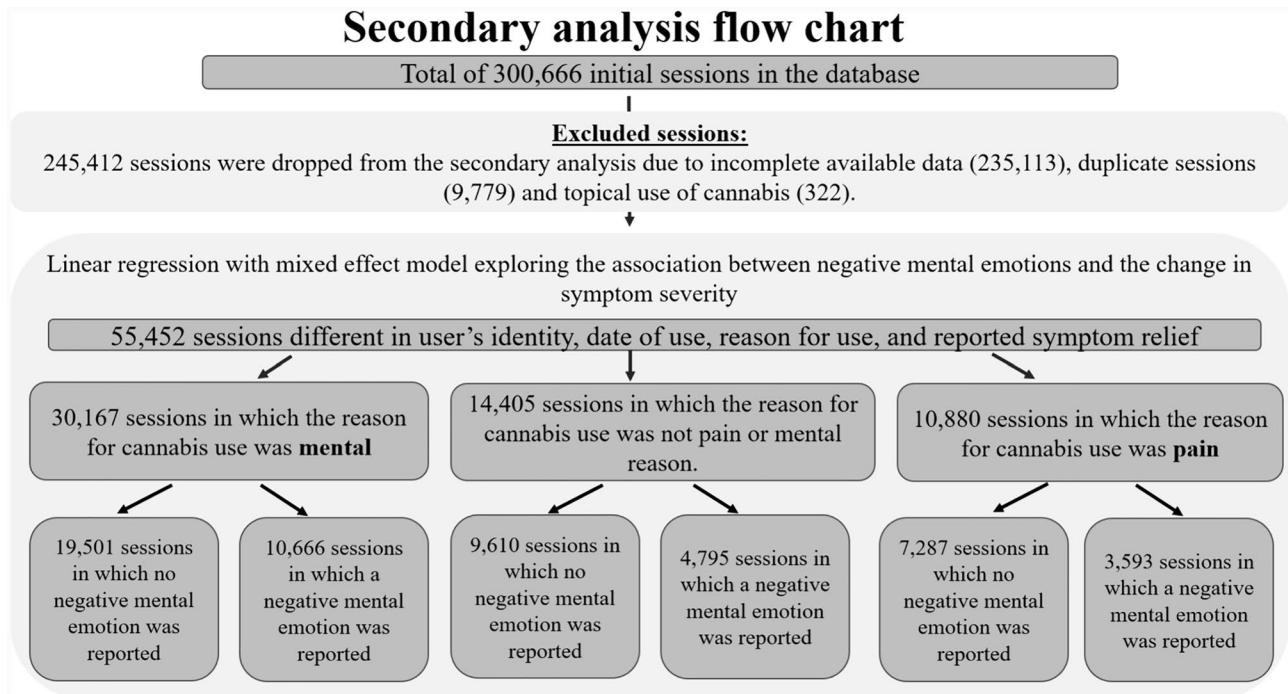 Secondary analysis flow chart
Total of 300,666 initial sessions in the database
Excluded sessions:
245,412 sessions were dropped from the secondary analysis due to incomplete available data (235,113), duplicate sessions
(9,779) and topical use of cannabis (322).
Linear regression with mixed effect model exploring the association between negative mental emotions and the change in
symptom severity
55,452 sessions different in user's identity, date of use, reason for use, and reported symptom relief
30,167 sessions in which the reason
for cannabis use was mental
14,405 sessions in which the reason for
cannabis use was not pain or mental
reason.
10,880 sessions in which the reason
for cannabis use was pain
19,501 sessions
in which no
negative mental
emotion was
reported
10,666 sessions
in which a
negative mental
emotion was
reported
9,610 sessions in
which no
negative mental
emotion was
reported
4,795 sessions in
which a negative
mental emotion
was reported
7,287 sessions in
which no
negative mental
emotion was
reported
3,593 sessions in
which a negative
mental emotion
was reported